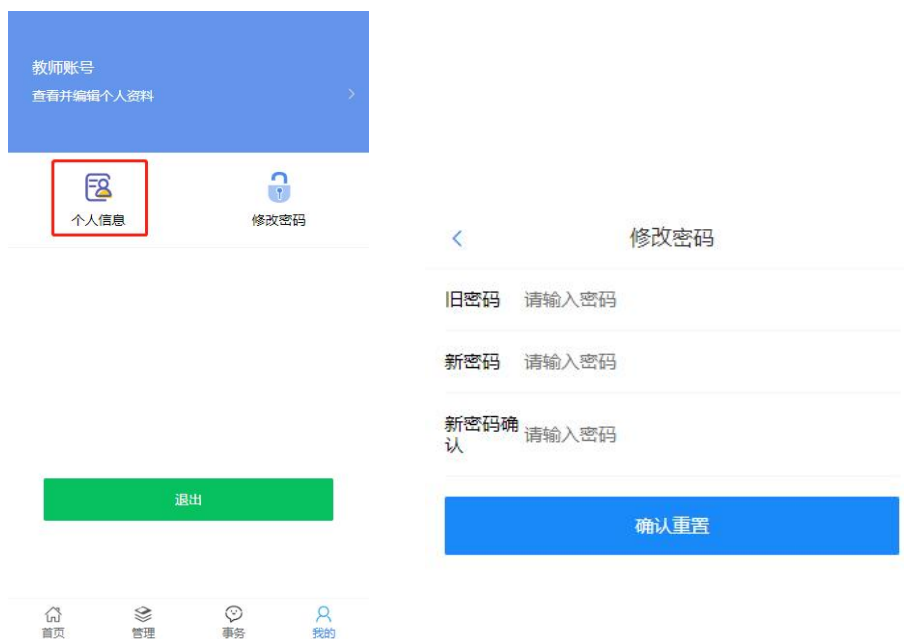 教师账号
查看并编辑个人资料
个人信息
修改密码
退出
首页
管理
事务
我的
修改密码
旧密码 请输入密码
新密码 请输入密码
新密码确
认
请输入密码
确认重置